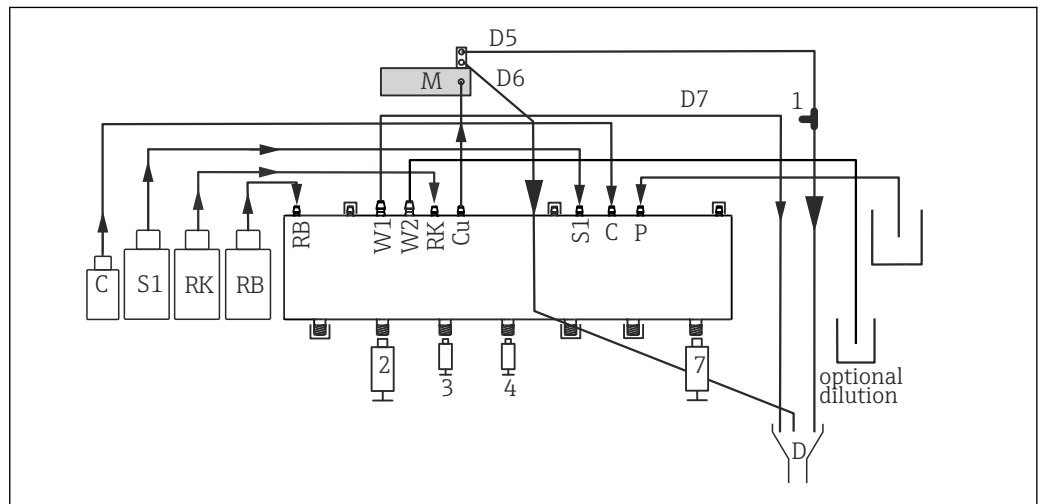 D5
M
D6
D7
1
RB
W1
W2
RK
Cu
S1
C
P
C
S1
RK
RB
2
3
4
7
optional
dilution
D